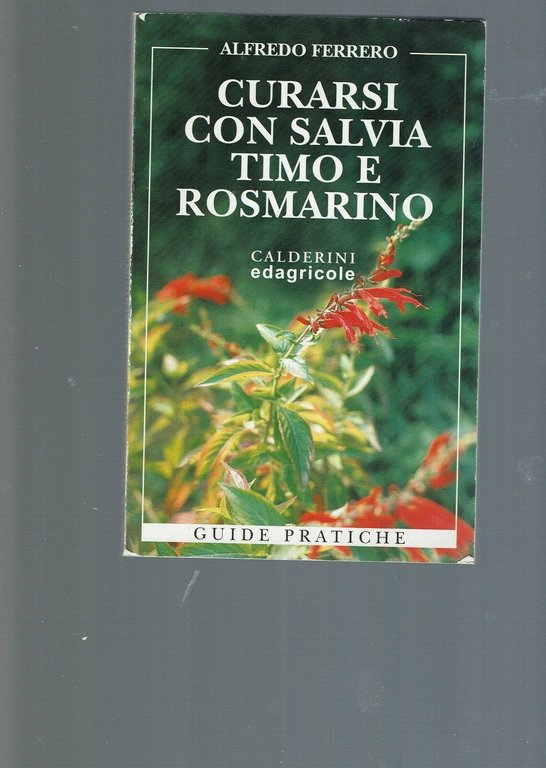 ALFREDO FERRERO
CURARSI
CON SALVIA
TIMO E
ROSMARINO
CALDERINI
edagricole
GUIDE PRATICHE